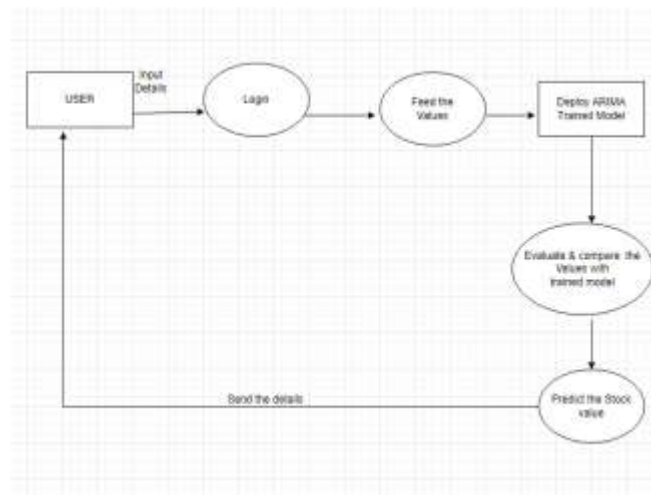 Input
Details
USER
Login
Feed the
Values
Deploy ARIMA
Trained Model
Evaluate & compare the
Values with
trained model
Send the details
Predict the Stock
value